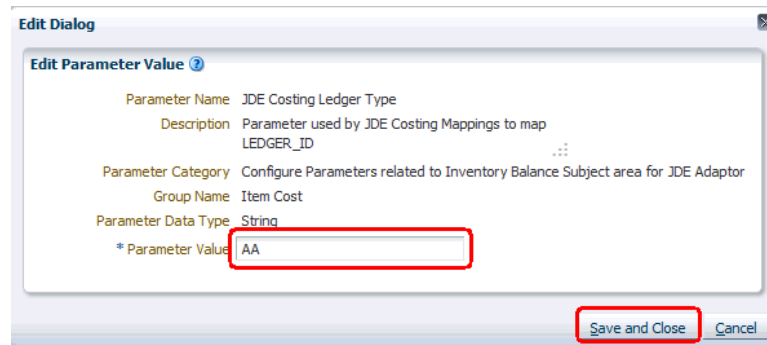 Edit Dialog
Edit Parameter Value
Parameter Name JDE Costing Ledger Type
Description Parameter used by JDE Costing Mappings to map
LEDGER_ID
Parameter Category Configure Parameters related to Inventory Balance Subject area for JDE Adaptor
Group Name Item Cost
Parameter Data Type String
* Parameter Value AA
Save and Close Cancel